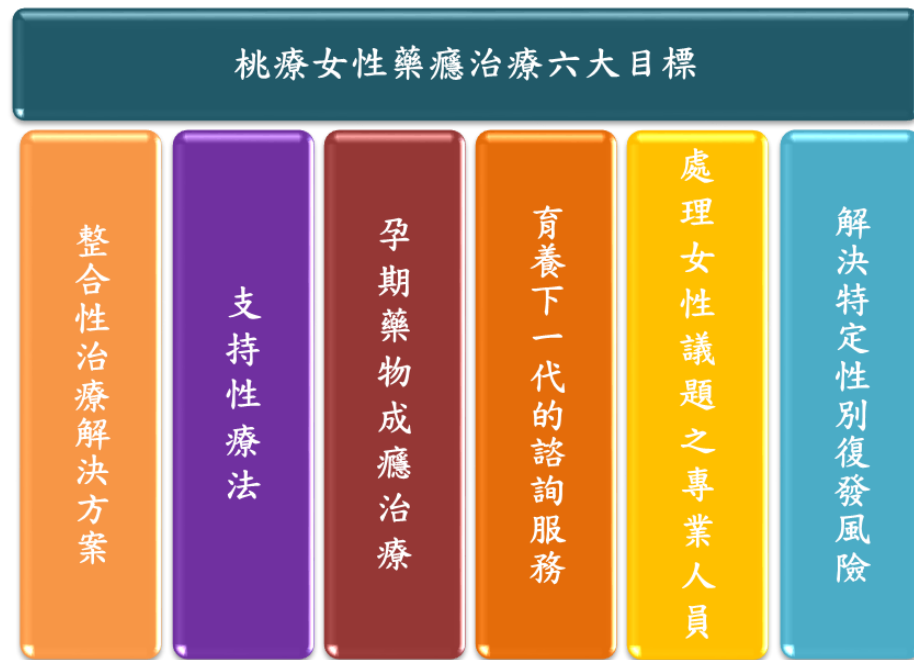 桃療女性藥癮治療六大目標
整合性治療解決方案
支持性療法
孕期藥物成癮治療
育養下一代的諮詢服務
處理女性議題之專業人員
解決特定性別復發風險